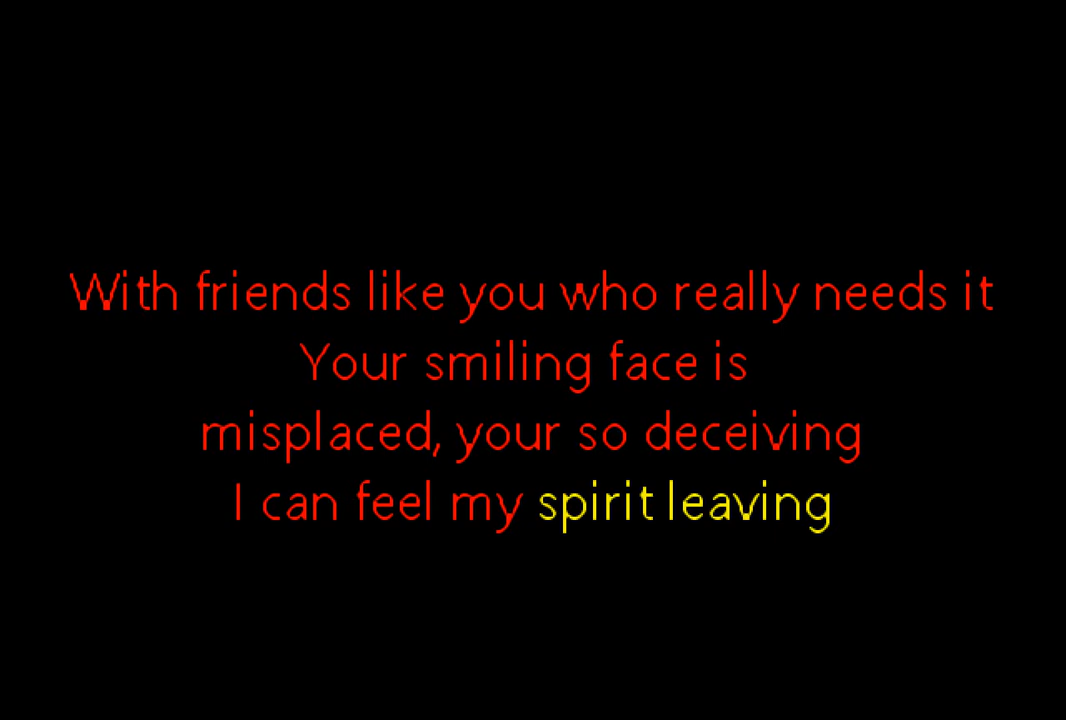 With friends like you who really needs it
Your smiling face is
misplaced, your so deceiving
I can feel my spirit leaving